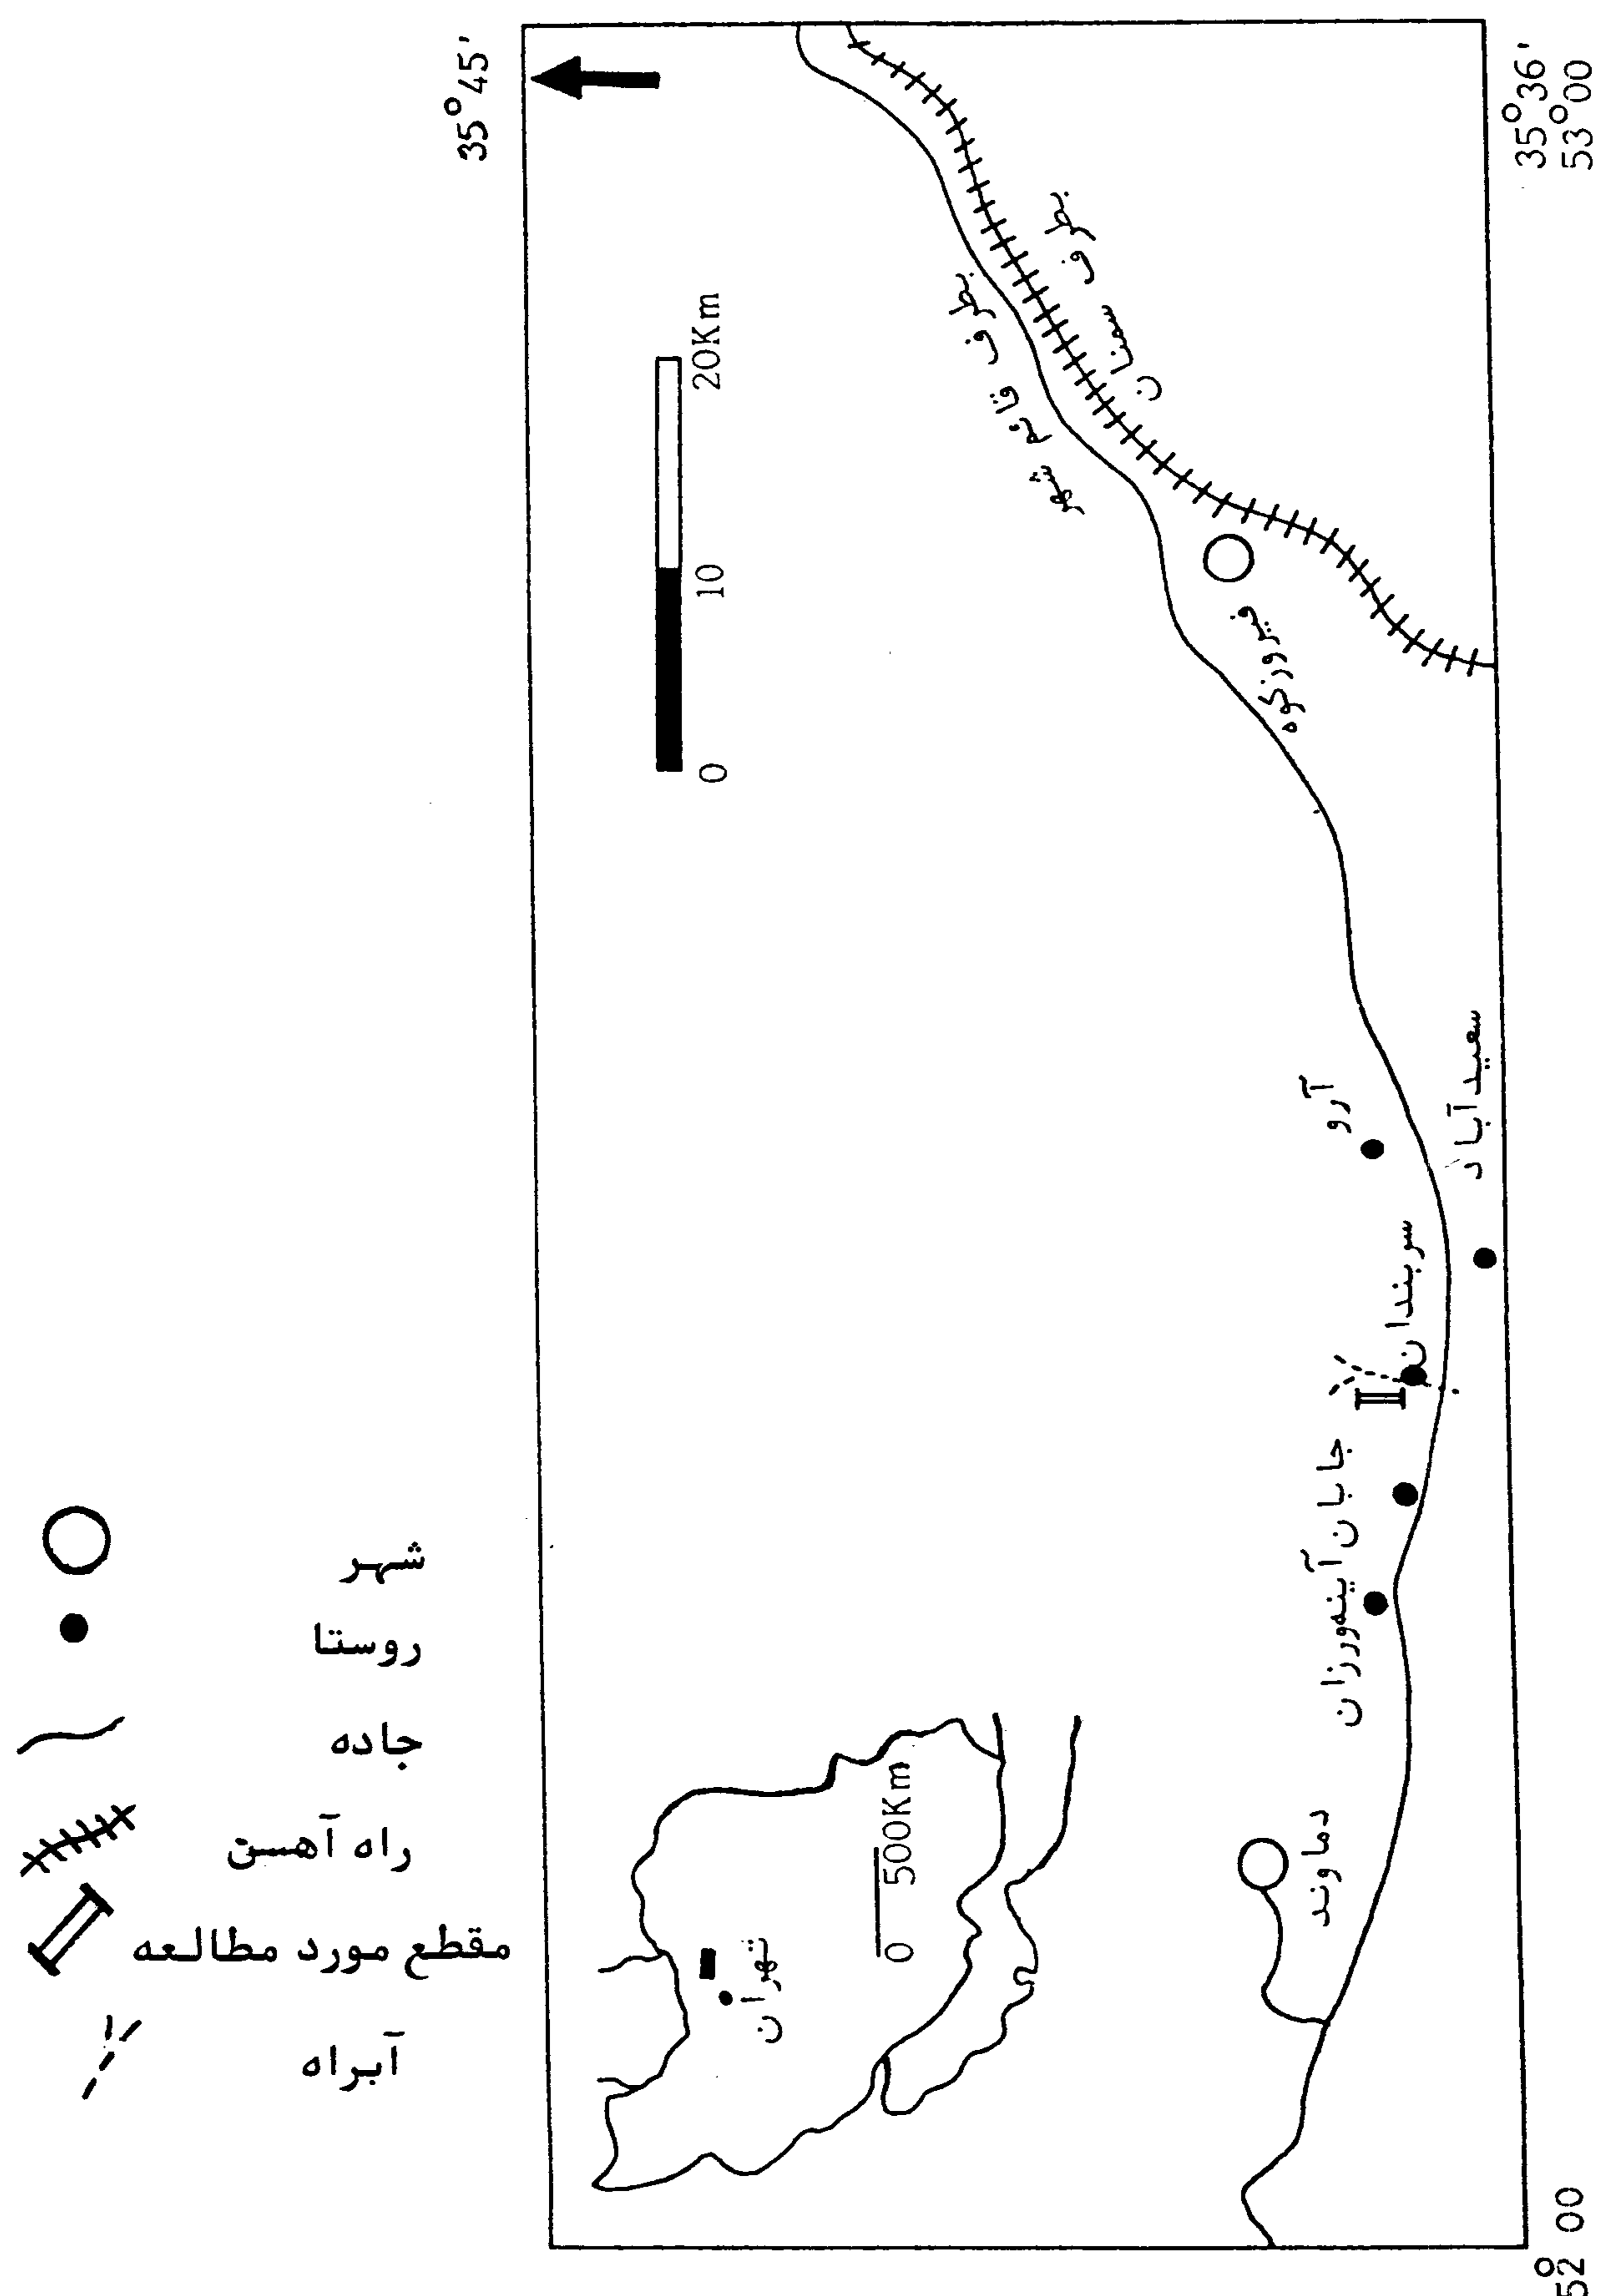 35°45'
20Km
10
0
بطرف سمنان
بطرف قائم شهر
فیروزکوه
آرو
سعیدآباد
سربندان
جابان
آینه‌ورزان
دماوند
0 500Km
تهران
35°36'
53°00
52°00
شهر
روستا
جاده
راه آهن
مقطع مورد مطالعه
آبراه